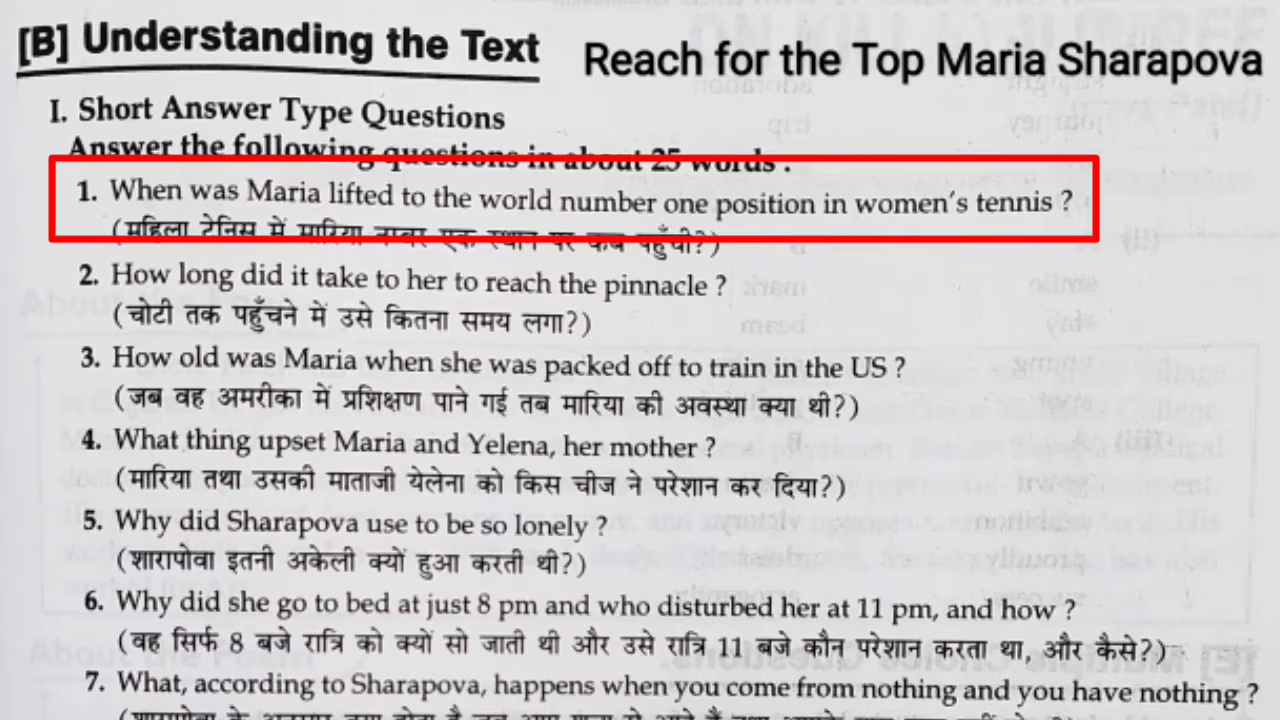 [B] Understanding the Text
Reach for the Top Maria Sharapova
I. Short Answer Type Questions
Answer the following questions in about 25 words.
1. When was Maria lifted to the world number one position in women's tennis ?
(महिला टेनिस में मारिया नम्बर एक स्थान पर कब पहुँची?)
2. How long did it take to her to reach the pinnacle ?
(चोटी तक पहुँचने में उसे कितना समय लगा?)
3. How old was Maria when she was packed off to train in the US ?
(जब वह अमरीका में प्रशिक्षण पाने गई तब मारिया की अवस्था क्या थी?)
4. What thing upset Maria and Yelena, her mother ?
(मारिया तथा उसकी माताजी येलेना को किस चीज ने परेशान कर दिया?)
5. Why did Sharapova use to be so lonely ?
(शारापोवा इतनी अकेली क्यों हुआ करती थी?)
6. Why did she go to bed at just 8 pm and who disturbed her at 11 pm, and how ?
(वह सिर्फ 8 बजे रात्रि को क्यों सो जाती थी और उसे रात्रि 11 बजे कौन परेशान करता था, और कैसे?)
7. What, according to Sharapova, happens when you come from nothing and you have nothing ?